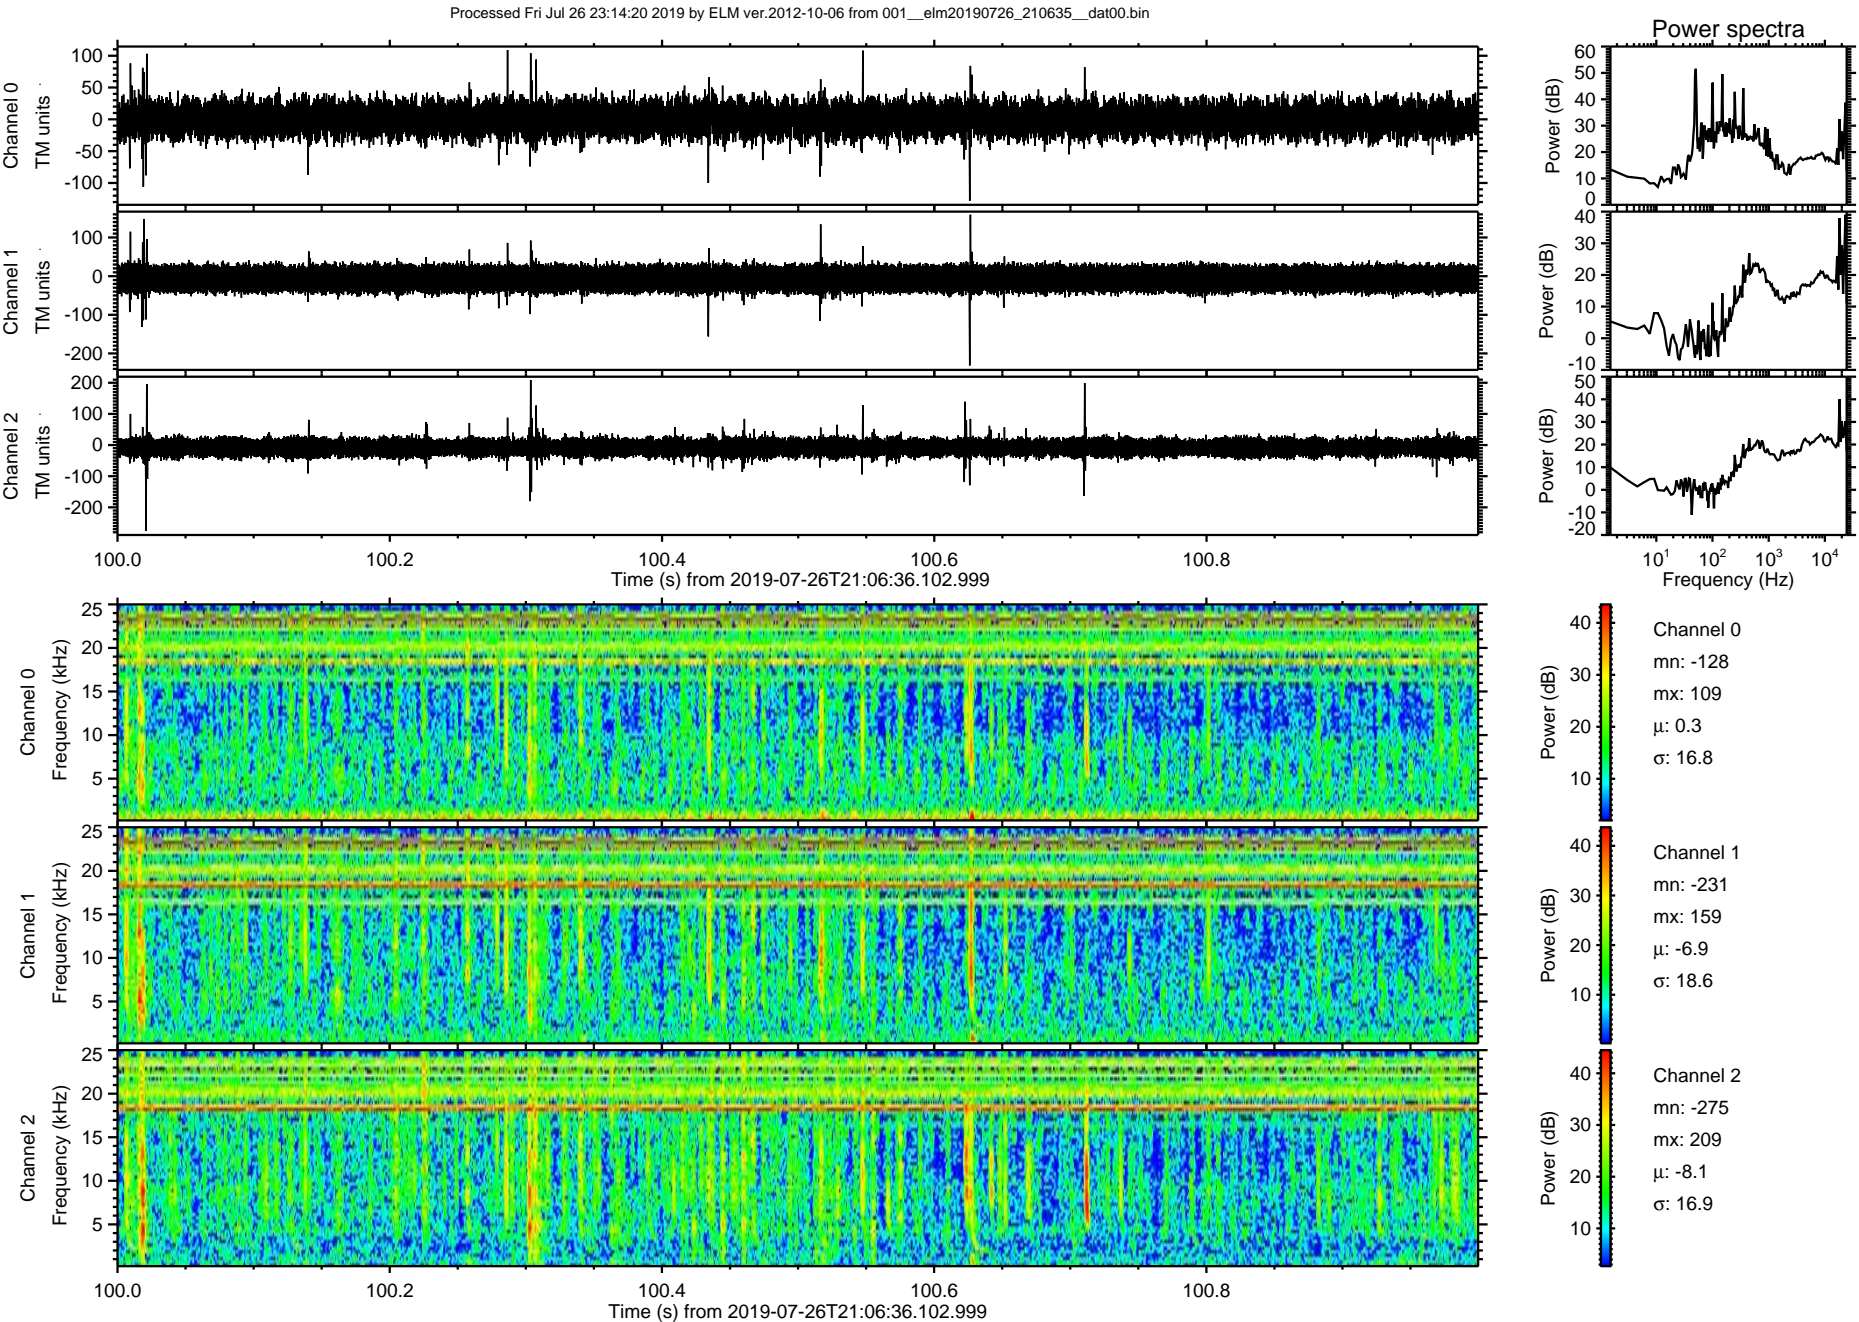 Processed Fri Jul 26 23:14:20 2019 by ELM ver.2012-10-06 from 001__elm20190726_210635__dat00.bin
Power spectra
Channel 0
TM units
100
50
0
-50
-100
Power (dB)
60
50
40
30
20
10
0
Channel 1
TM units
100
0
-100
-200
Power (dB)
40
30
20
10
0
-10
Channel 2
TM units
200
100
0
-100
-200
Power (dB)
50
40
30
20
10
0
-10
-20
100.0 100.2 100.4 100.6 100.8
Time (s) from 2019-07-26T21:06:36.102.999
10¹ 10² 10³ 10⁴
Frequency (Hz)
Channel 0
Frequency (kHz)
25
20
15
10
5
Power (dB)
40
30
20
10
Channel 0
mn: -128
mx: 109
μ: 0.3
σ: 16.8
Channel 1
Frequency (kHz)
25
20
15
10
5
Power (dB)
40
30
20
10
Channel 1
mn: -231
mx: 159
μ: -6.9
σ: 18.6
Channel 2
Frequency (kHz)
25
20
15
10
5
Power (dB)
40
30
20
10
Channel 2
mn: -275
mx: 209
μ: -8.1
σ: 16.9
100.0 100.2 100.4 100.6 100.8
Time (s) from 2019-07-26T21:06:36.102.999